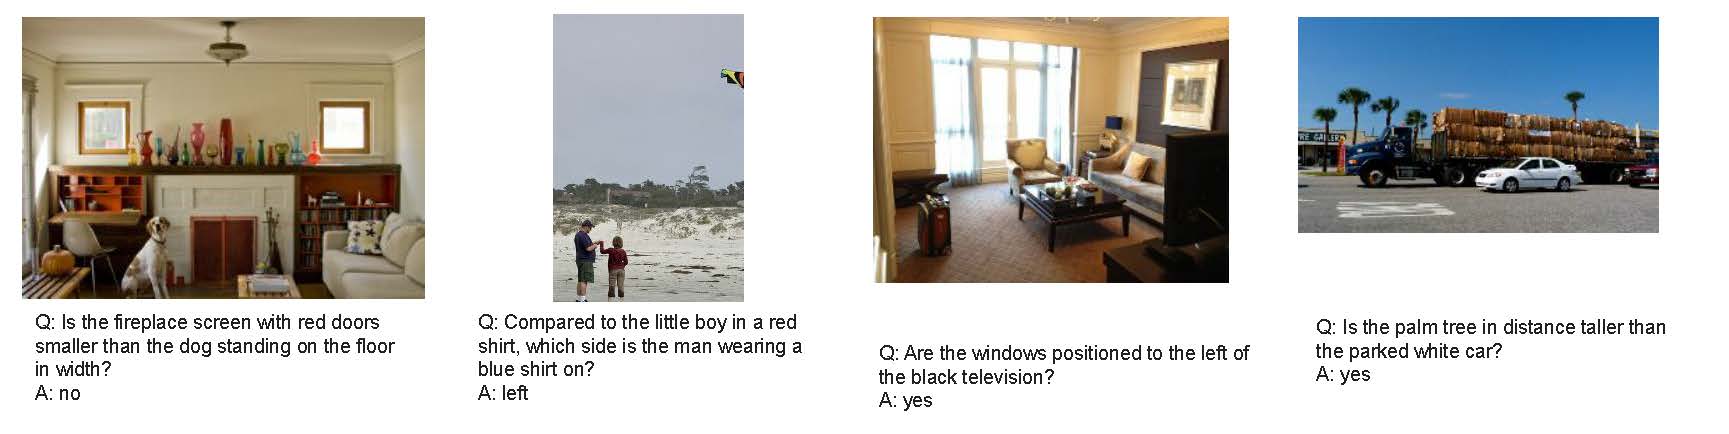 Q: Is the fireplace screen with red doors
smaller than the dog standing on the floor
in width?
A: no
Q: Compared to the little boy in a red
shirt, which side is the man wearing a
blue shirt on?
A: left
Q: Are the windows positioned to the left of
the black television?
A: yes
RE GALLERY
Q: Is the palm tree in distance taller than
the parked white car?
A: yes